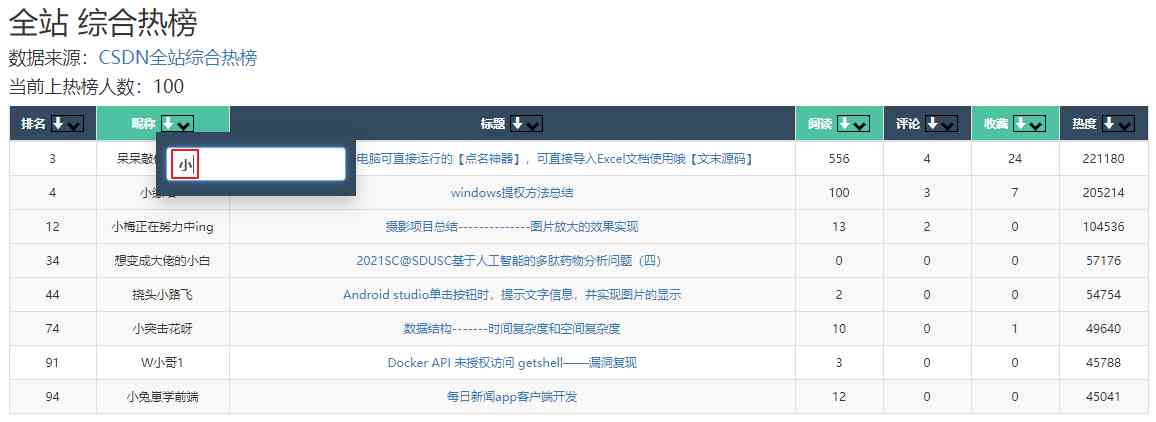 全站 综合热榜
数据来源：CSDN全站综合热榜
当前上热榜人数：100
排名 昵称 标题 阅读 评论 收藏 热度
小
3 呆呆敲 电脑可直接运行的【点名神器】，可直接导入Excel文档使用哦【文末源码】 556 4 24 221180
4 小 windows提权方法总结 100 3 7 205214
12 小梅正在努力中ing 摄影项目总结--------------图片放大的效果实现 13 2 0 104536
34 想变成大佬的小白 2021SC@SDUSC基于人工智能的多肽药物分析问题（四） 0 0 0 57176
44 挠头小路飞 Android studio单击按钮时，提示文字信息，并实现图片的显示 2 0 0 54754
74 小突击花呀 数据结构-------时间复杂度和空间复杂度 10 0 1 49640
91 W小哥1 Docker API 未授权访问 getshell——漏洞复现 3 0 0 45788
94 小兔崽学前端 每日新闻app客户端开发 12 0 0 45041